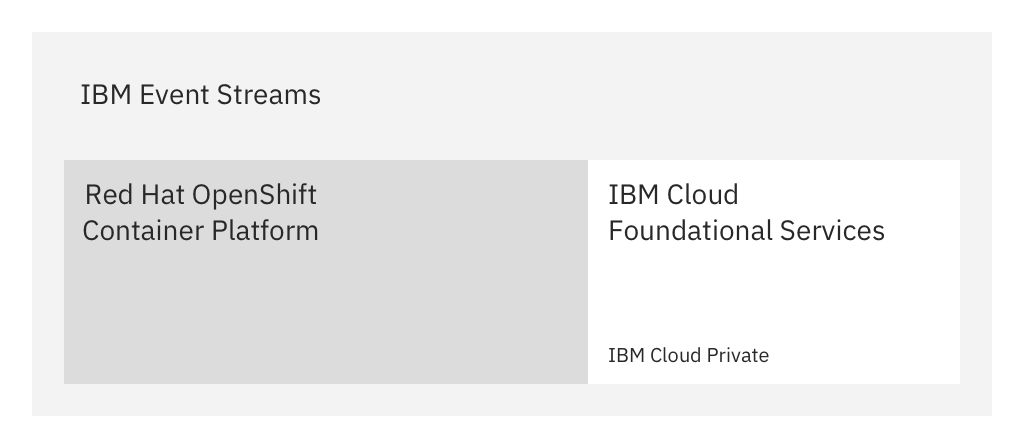 IBM Event Streams
Red Hat OpenShift
Container Platform
IBM Cloud
Foundational Services
IBM Cloud Private